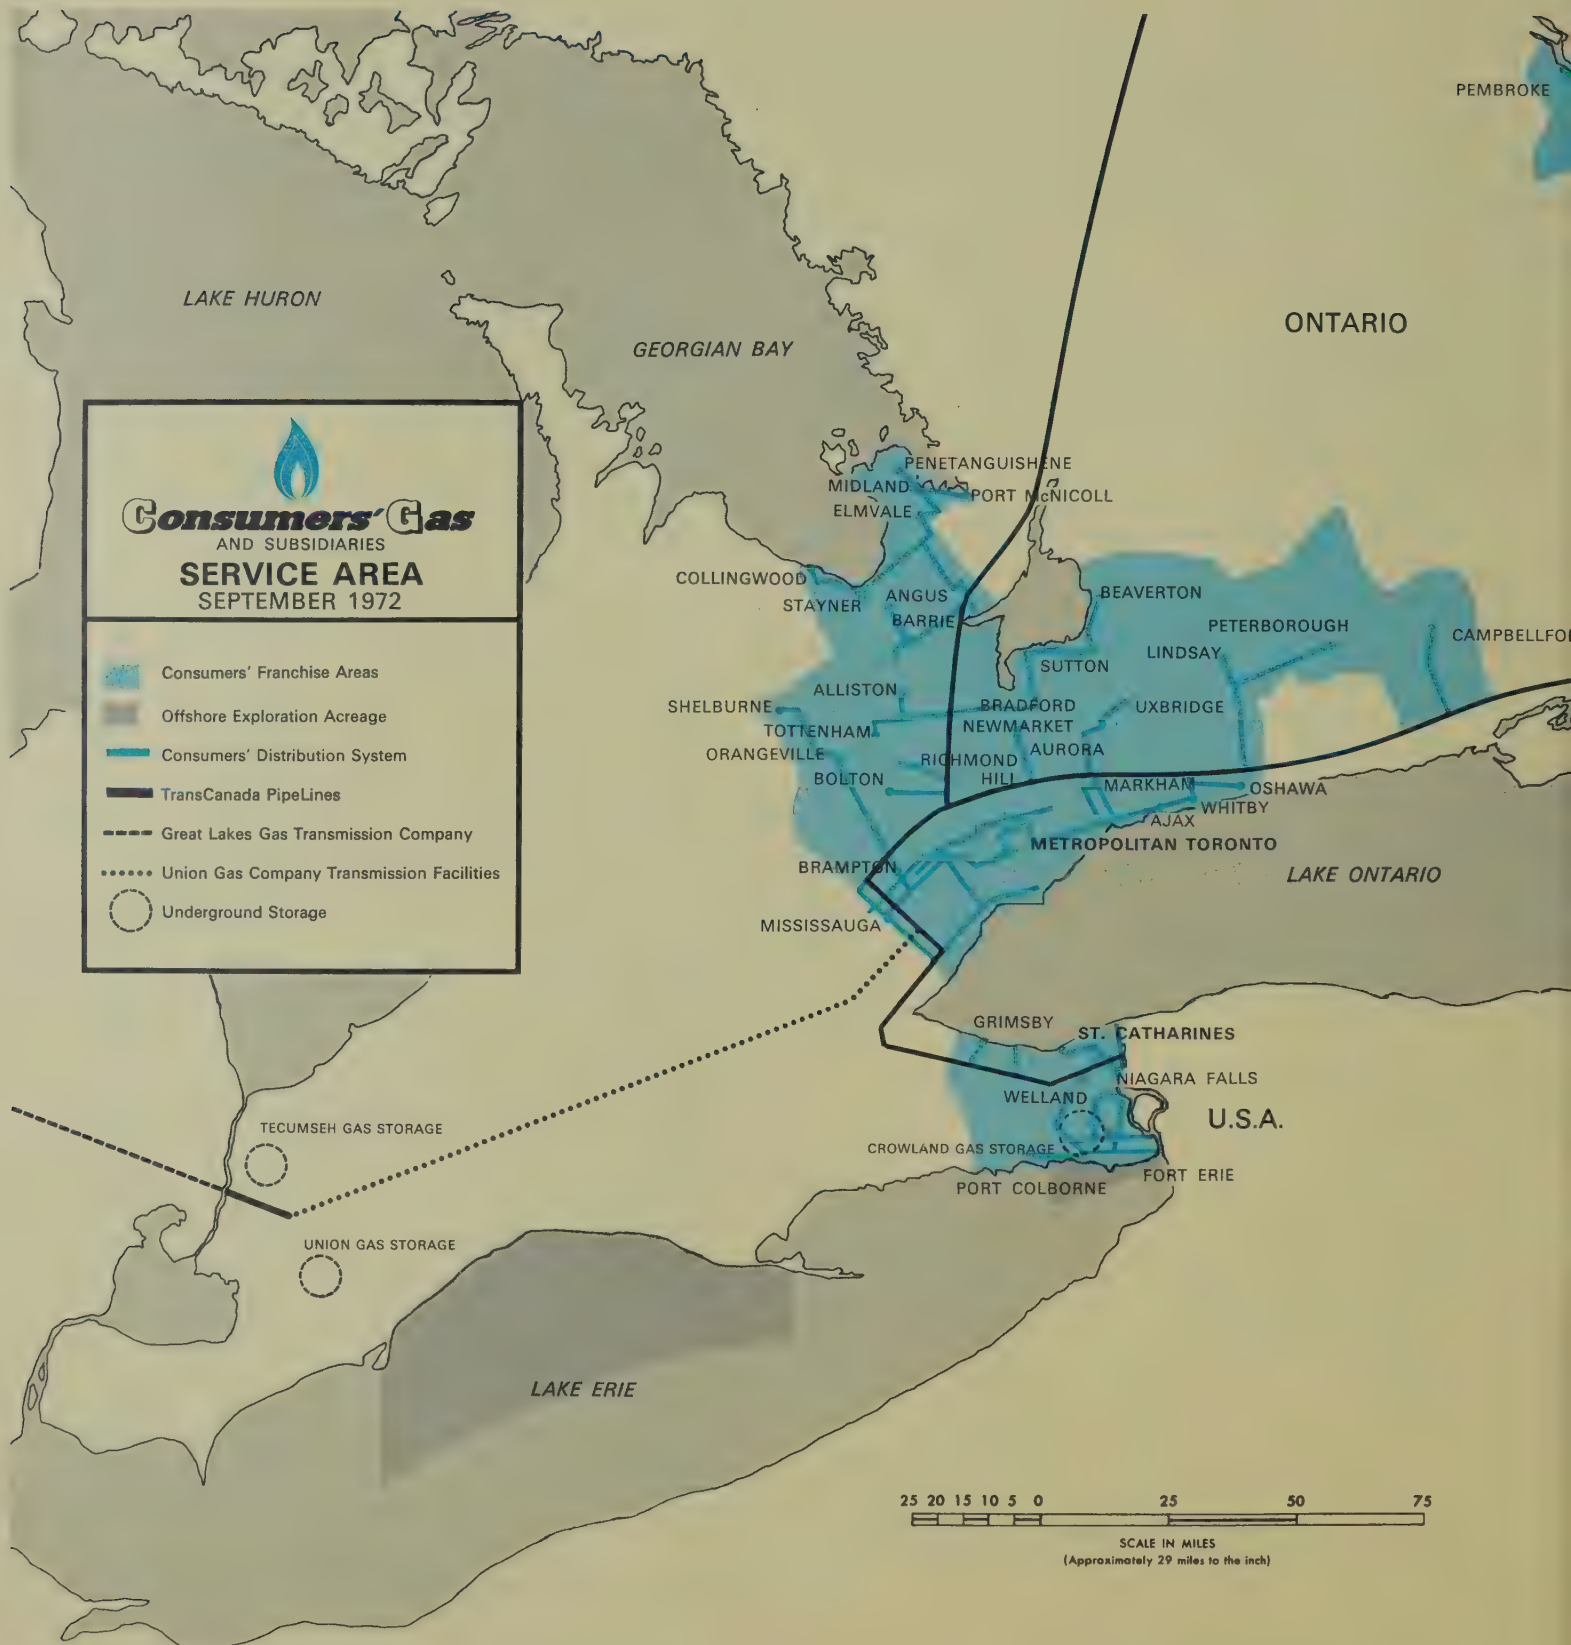 PEMBROKE
LAKE HURON
GEORGIAN BAY
ONTARIO
Consumers' Gas
AND SUBSIDIARIES
SERVICE AREA
SEPTEMBER 1972
Consumers' Franchise Areas
Offshore Exploration Acreage
Consumers' Distribution System
TransCanada PipeLines
Great Lakes Gas Transmission Company
Union Gas Company Transmission Facilities
Underground Storage
PENETANGUISHENE
MIDLAND
PORT McNICOLL
ELMVALE
COLLINGWOOD
STAYNER
ANGUS
BARRIE
BEAVERTON
PETERBOROUGH
CAMPBELLFO
LINDSAY
SUTTON
ALLISTON
SHELBURNE
BRADFORD
UXBRIDGE
NEWMARKET
TOTTENHAM
AURORA
ORANGEVILLE
RICHMOND
HILL
BOLTON
MARKHAM
OSHAWA
WHITBY
AJAX
METROPOLITAN TORONTO
BRAMPTON
LAKE ONTARIO
MISSISSAUGA
GRIMSBY
ST. CATHARINES
NIAGARA FALLS
WELLAND
U.S.A.
TECUMSEH GAS STORAGE
CROWLAND GAS STORAGE
FORT ERIE
PORT COLBORNE
UNION GAS STORAGE
LAKE ERIE
25 20 15 10 5 0 25 50 75
SCALE IN MILES
(Approximately 29 miles to the inch)